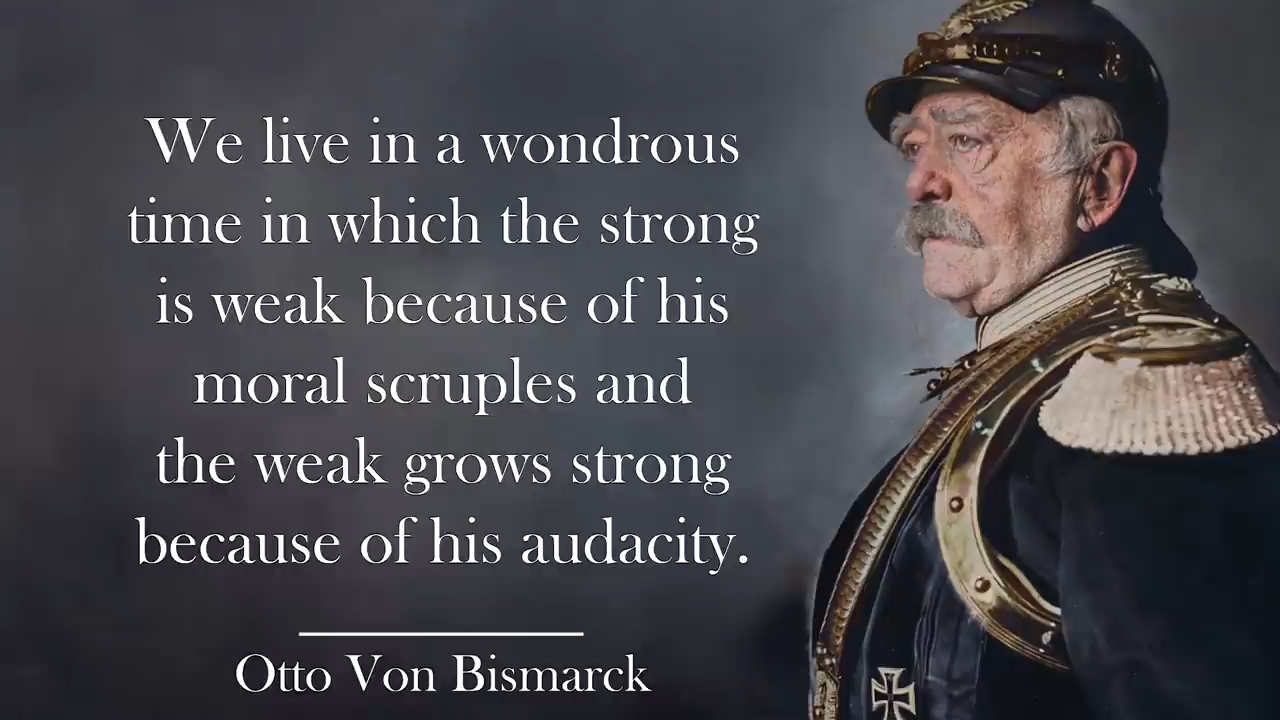 We live in a wondrous
time in which the strong
is weak because of his
moral scruples and
the weak grows strong
because of his audacity.
Otto Von Bismarck